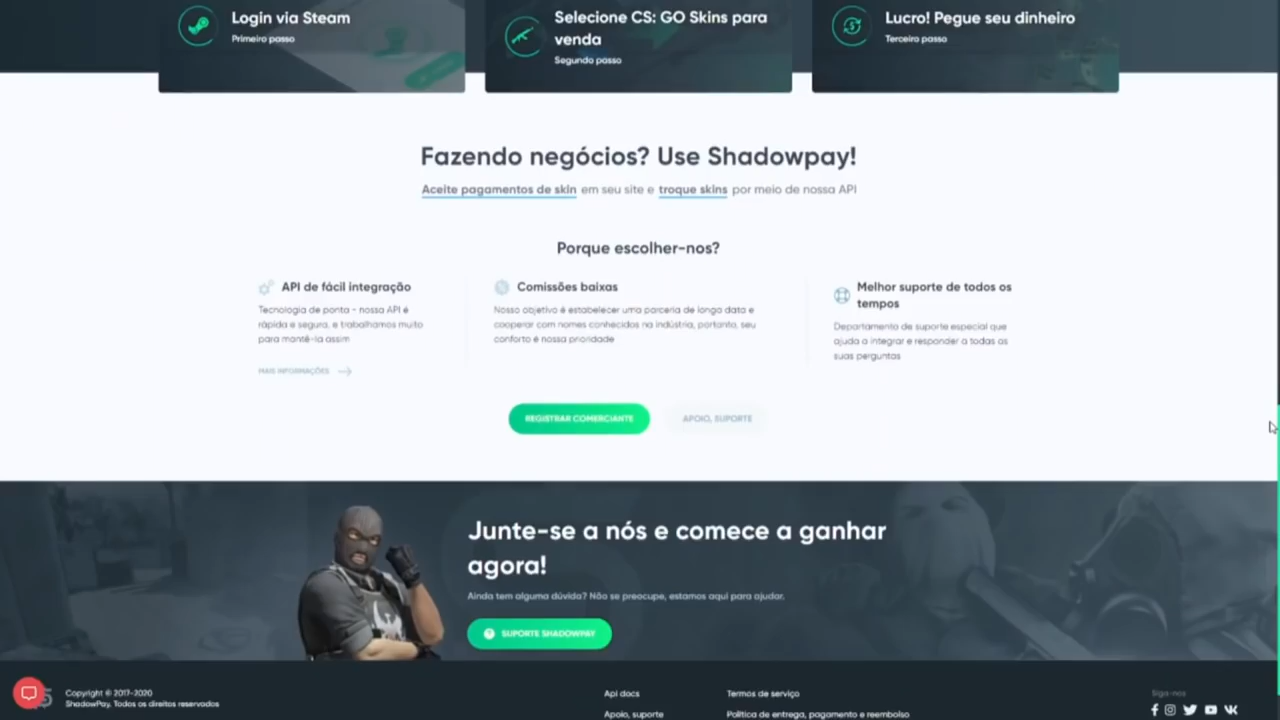 Login via Steam
Primeiro passo
Selecione CS: GO Skins para
venda
Segundo passo
Lucro! Pegue seu dinheiro
Terceiro passo
Fazendo negócios? Use Shadowpay!
Aceite pagamentos de skin em seu site e troque skins por meio de nossa API
Porque escolher-nos?
API de fácil integração
Tecnologia de ponta - nossa API é
rápida e segura, e trabalhamos muito
para mantê-la assim
MAIS INFORMAÇÕES
Comissões baixas
Nosso objetivo é estabelecer uma parceria de longa data e
cooperar com nomes conhecidos na indústria, portanto, seu
conforto é nossa prioridade
Melhor suporte de todos os
tempos
Departamento de suporte especial que
ajuda a integrar e responder a todas as
suas perguntas
REGISTRAR COMERCIANTE
APOIO, SUPORTE
Junte-se a nós e comece a ganhar
agora!
Ainda tem alguma dúvida? Não se preocupe, estamos aqui para ajudar.
SUPORTE SHADOWPAY
Copyright © 2017-2020
ShadowPay. Todos os direitos reservados
Api docs
Apoio, suporte
Termos de serviço
Política de entrega, pagamento e reembolso
Siga-nos